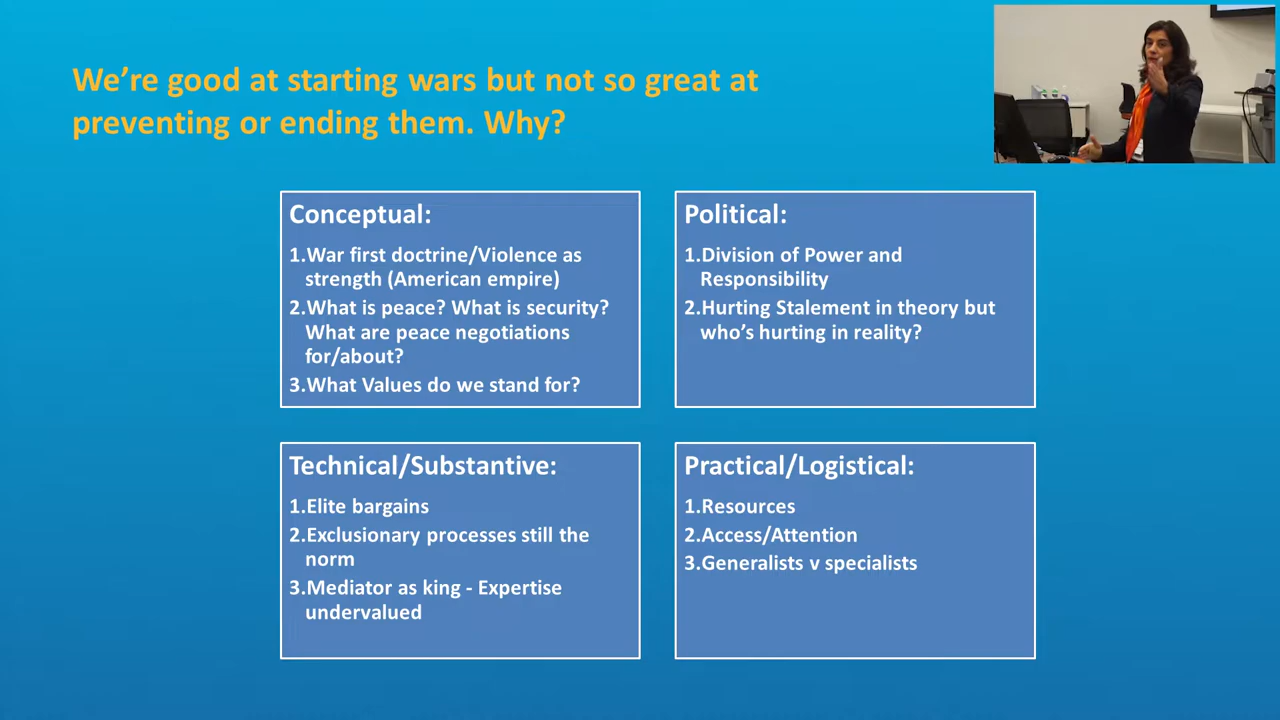 We're good at starting wars but not so great at
preventing or ending them. Why?
Conceptual:
1.War first doctrine/Violence as
strength (American empire)
2.What is peace? What is security?
What are peace negotiations
for/about?
3.What Values do we stand for?
Political:
1.Division of Power and
Responsibility
2.Hurting Stalement in theory but
who's hurting in reality?
Technical/Substantive:
1.Elite bargains
2.Exclusionary processes still the
norm
3.Mediator as king - Expertise
undervalued
Practical/Logistical:
1.Resources
2.Access/Attention
3.Generalists v specialists